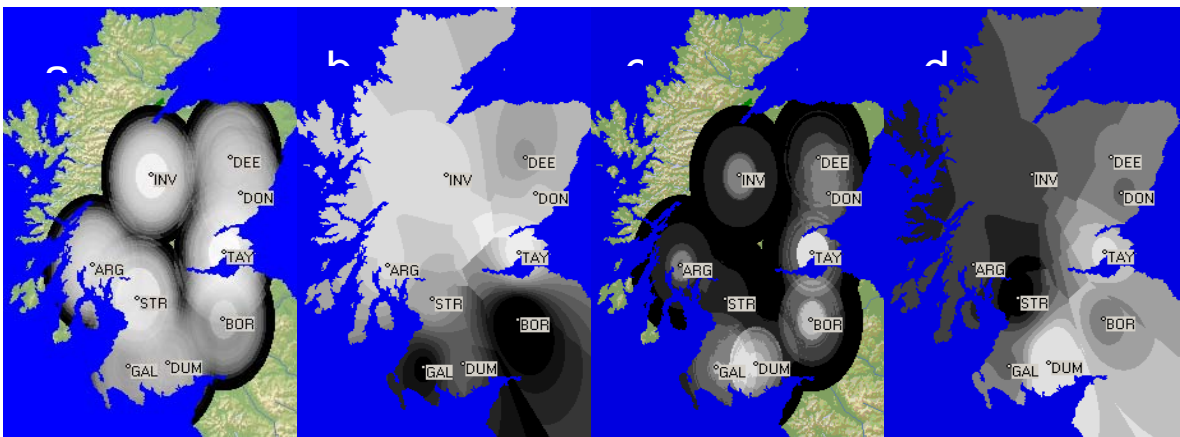 a b c d
DEE DEE DEE DEE
INV INV INV INV
DON DON DON DON
TAY TAY TAY TAY
ARG ARG ARG ARG
STR STR STR STR
BOR BOR BOR BOR
GAL DUM GAL DUM GAL DUM GAL DUM